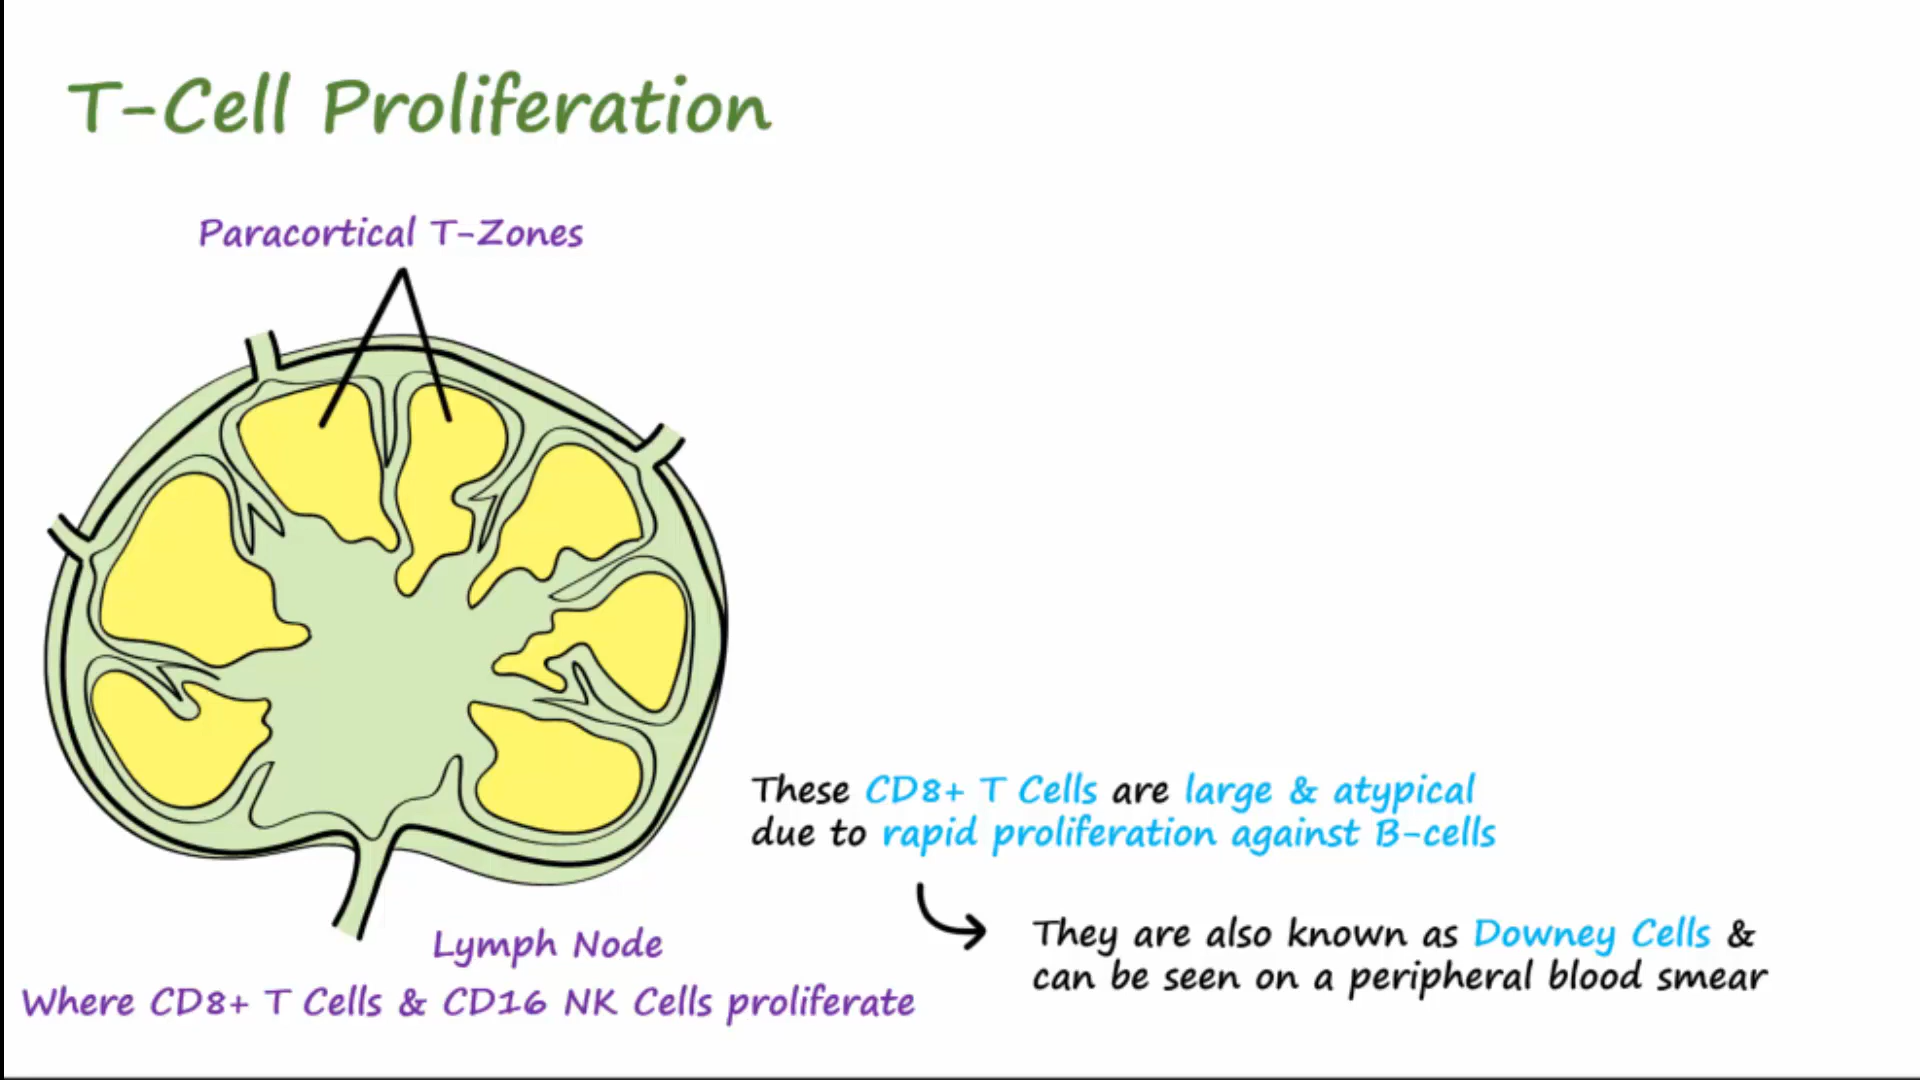 T-Cell Proliferation
Paracortical T-Zones
These CD8+ T Cells are large & atypical
due to rapid proliferation against B-cells
They are also known as Downey Cells &
can be seen on a peripheral blood smear
Lymph Node
Where CD8+ T Cells & CD16 NK Cells proliferate